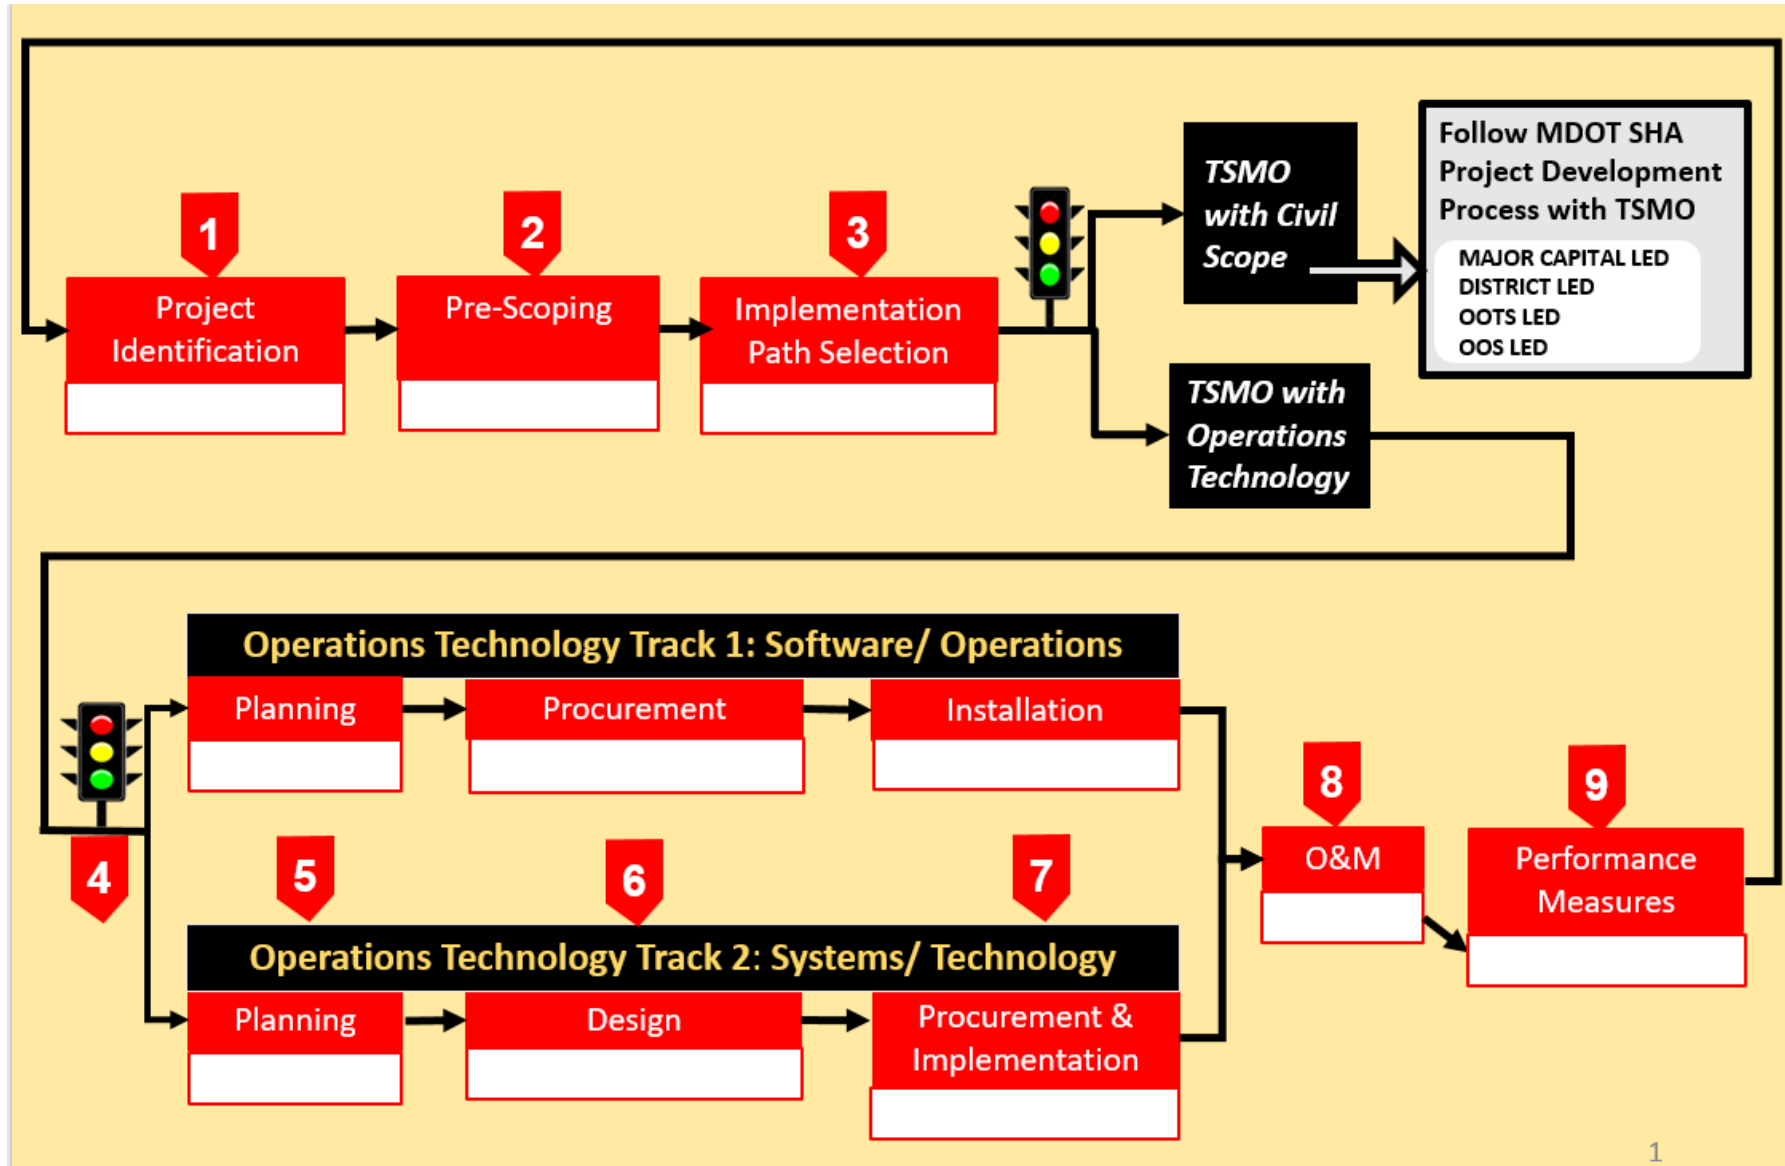 1
2
3
Project
Identification
Pre-Scoping
Implementation
Path Selection
TSMO
with Civil
Scope
Follow MDOT SHA
Project Development
Process with TSMO
MAJOR CAPITAL LED
DISTRICT LED
OOTS LED
OOS LED
TSMO with
Operations
Technology
Operations Technology Track 1: Software/ Operations
Planning
Procurement
Installation
4
5
6
7
8
9
O&M
Performance
Measures
Operations Technology Track 2: Systems/ Technology
Planning
Design
Procurement &
Implementation
1